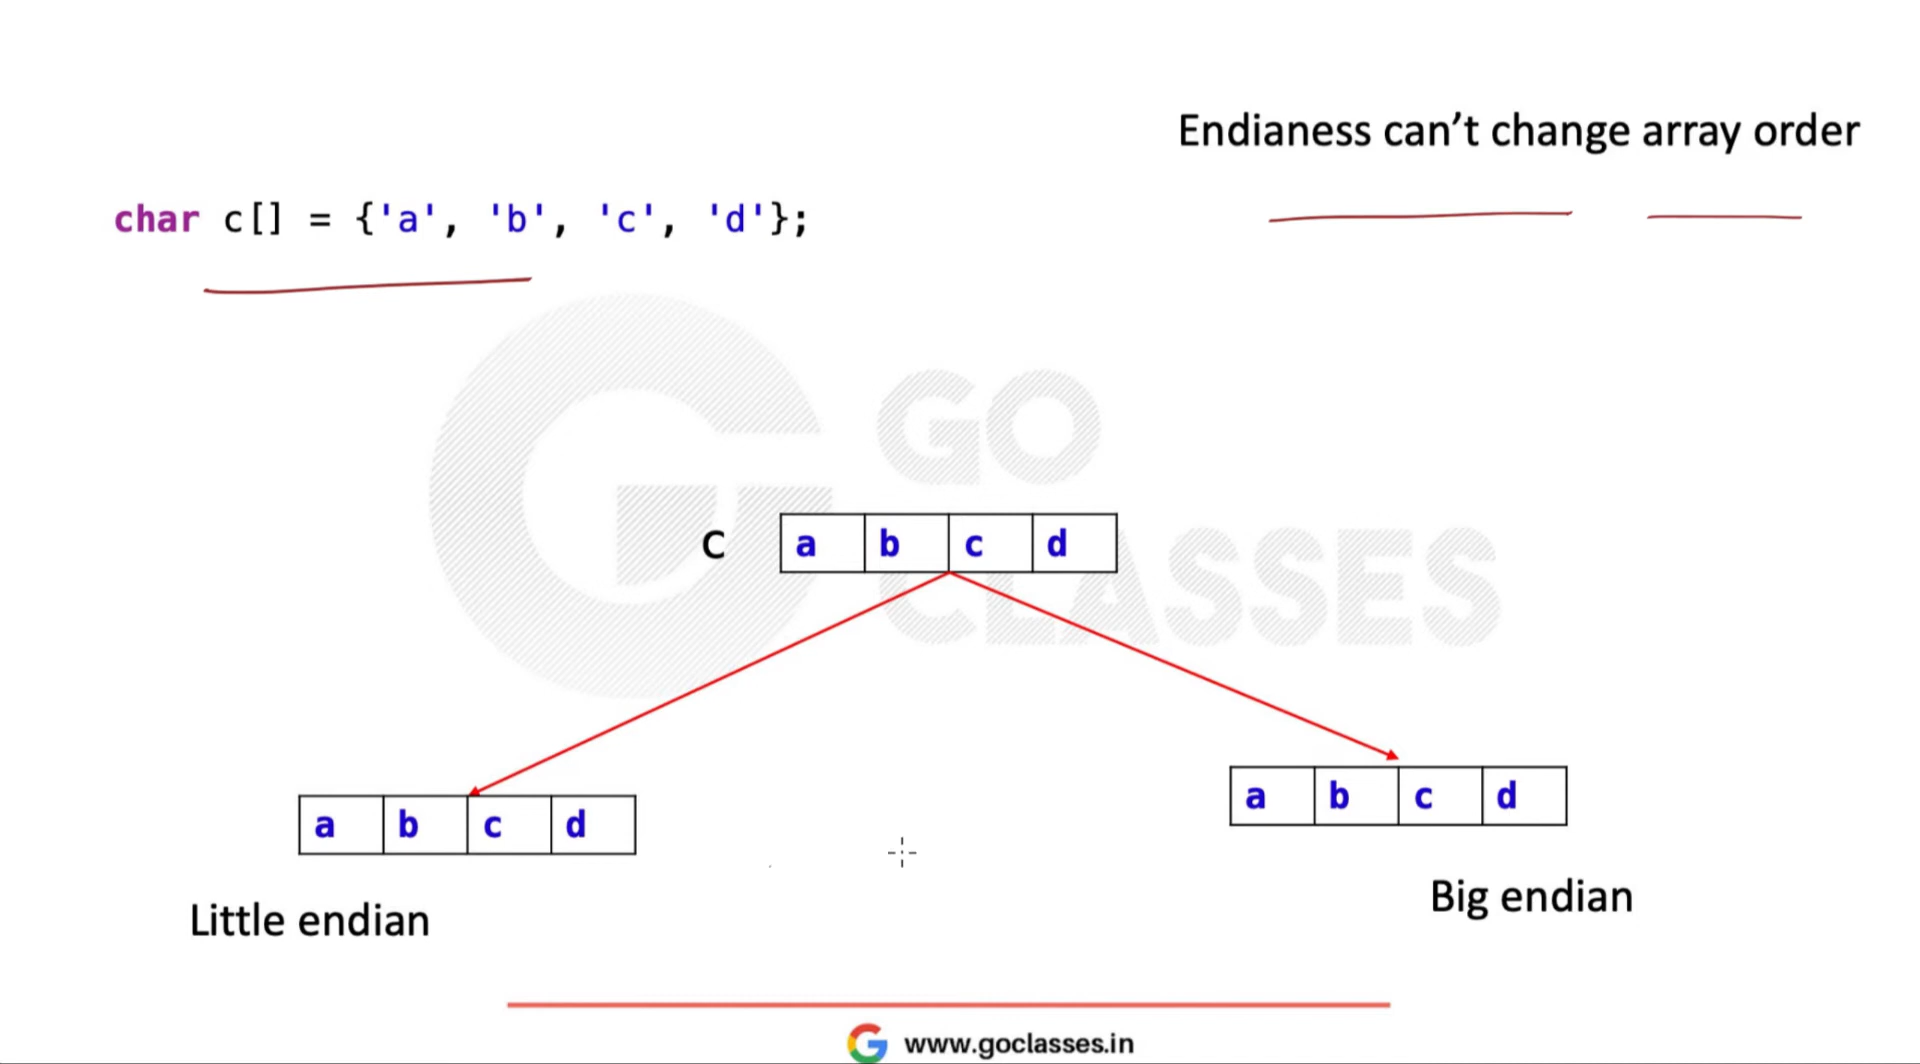 Endianess can’t change array order
char c[] = {'a', 'b', 'c', 'd'};
GO
CLASSES
C a b c d
a b c d
a b c d
Little endian
Big endian
www.goclasses.in